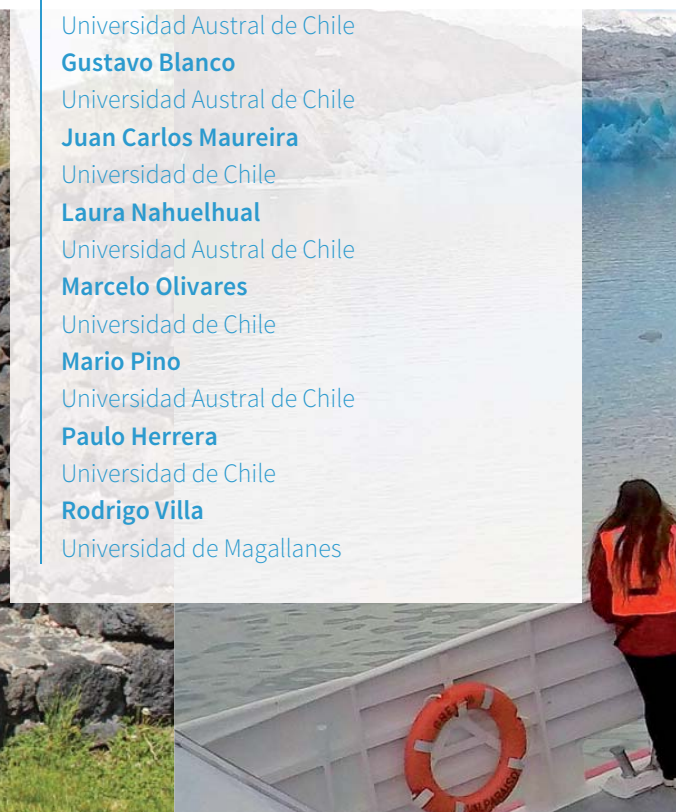 Universidad Austral de Chile
Gustavo Blanco
Universidad Austral de Chile
Juan Carlos Maureira
Universidad de Chile
Laura Nahuelhual
Universidad Austral de Chile
Marcelo Olivares
Universidad de Chile
Mario Pino
Universidad Austral de Chile
Paulo Herrera
Universidad de Chile
Rodrigo Villa
Universidad de Magallanes
VALPARAISO